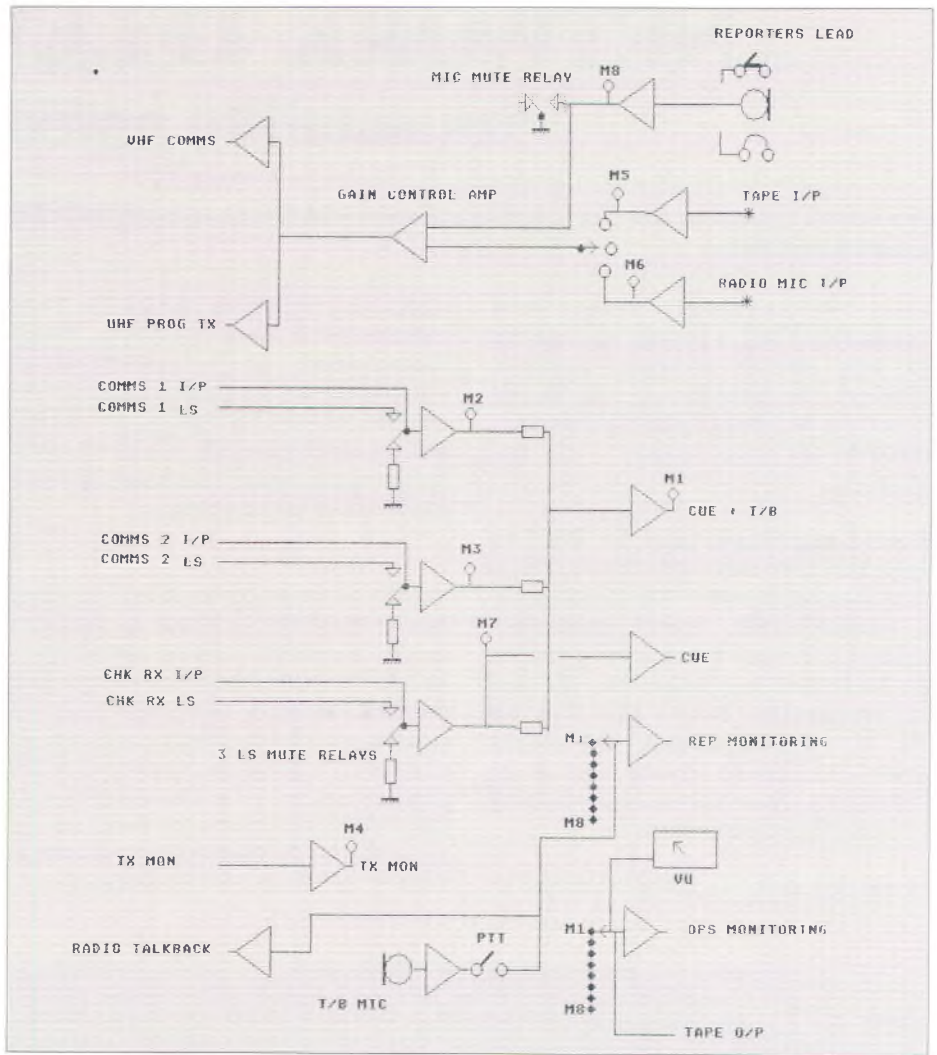 REPORTERS LEAD
MIC MUTE RELAY
M8
VHF COMMS
M5
TAPE I/P
GAIN CONTROL AMP
M6
RADIO MIC I/P
UHF PROG TX
COMMS 1 I/P
COMMS 1 LS
M2
M1
CUE + T/B
COMMS 2 I/P
COMMS 2 LS
M3
M7
CUE
CHK RX I/P
CHK RX LS
3 LS MUTE RELAYS
M1
REP MONITORING
M8
M4
TX MON
TX MON
VU
M1
OPS MONITORING
RADIO TALKBACK
PTT
T/B MIC
M8
TAPE O/P